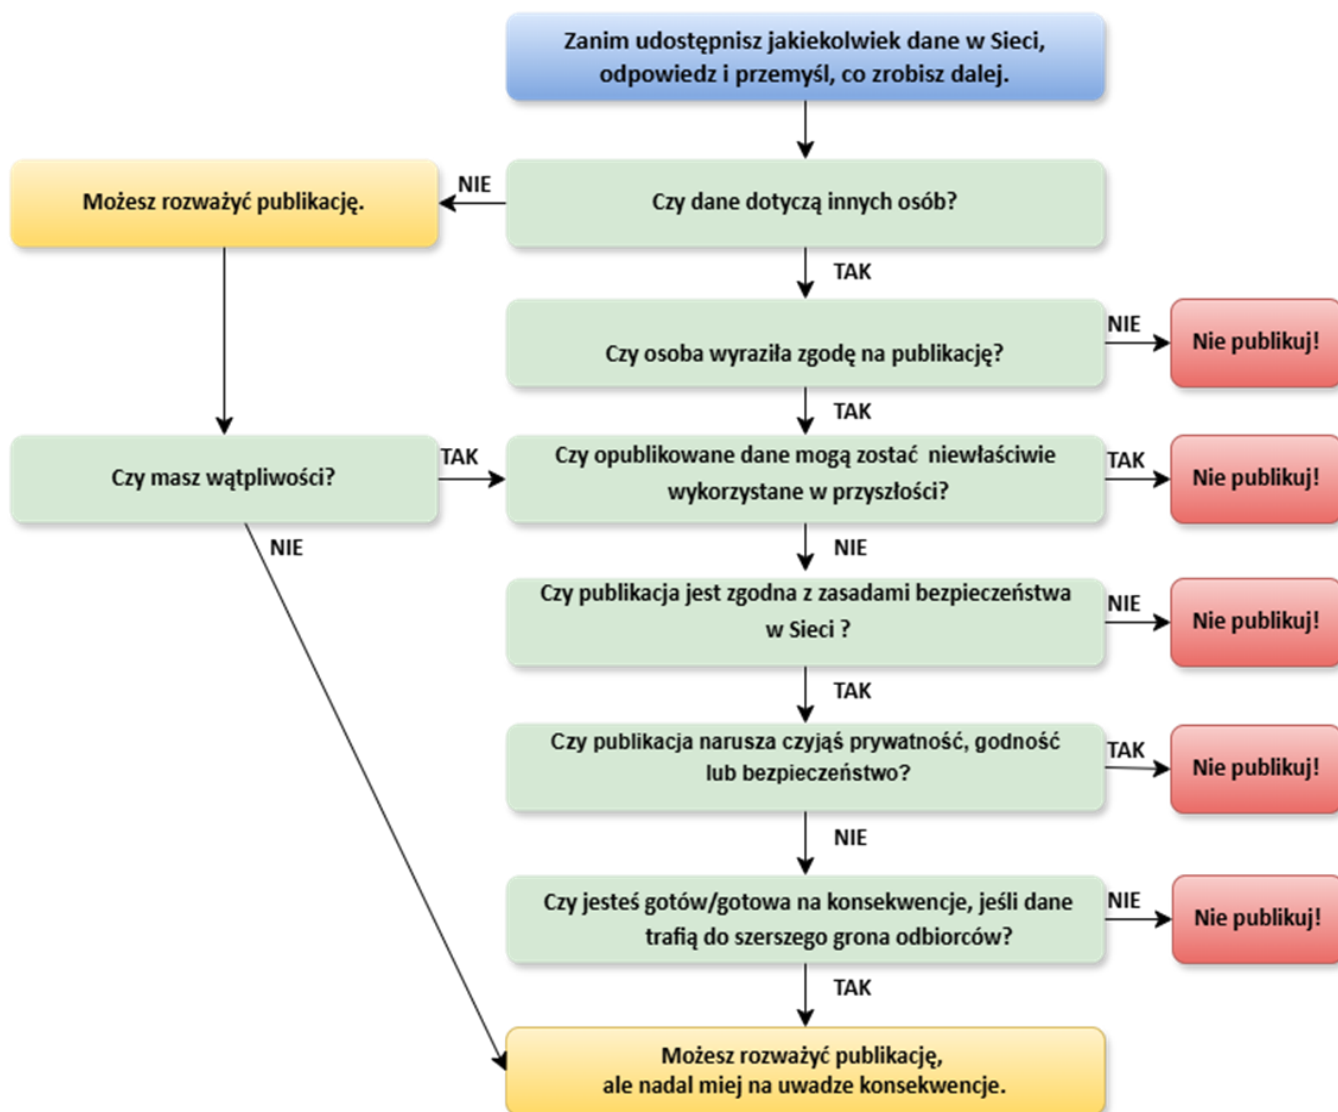 Zanim udostępnisz jakiekolwiek dane w Sieci,
odpowiedz i przemyśl, co zrobisz dalej.
Możesz rozważyć publikację.
NIE
Czy dane dotyczą innych osób?
TAK
Czy osoba wyraziła zgodę na publikację?
NIE
Nie publikuj!
TAK
Czy masz wątpliwości?
TAK
Czy opublikowane dane mogą zostać niewłaściwie
wykorzystane w przyszłości?
TAK
Nie publikuj!
NIE
NIE
Czy publikacja jest zgodna z zasadami bezpieczeństwa
w Sieci ?
NIE
Nie publikuj!
TAK
Czy publikacja narusza czyjąś prywatność, godność
lub bezpieczeństwo?
TAK
Nie publikuj!
NIE
Czy jesteś gotów/gotowa na konsekwencje, jeśli dane
trafią do szerszego grona odbiorców?
NIE
Nie publikuj!
TAK
Możesz rozważyć publikację,
ale nadal miej na uwadze konsekwencje.